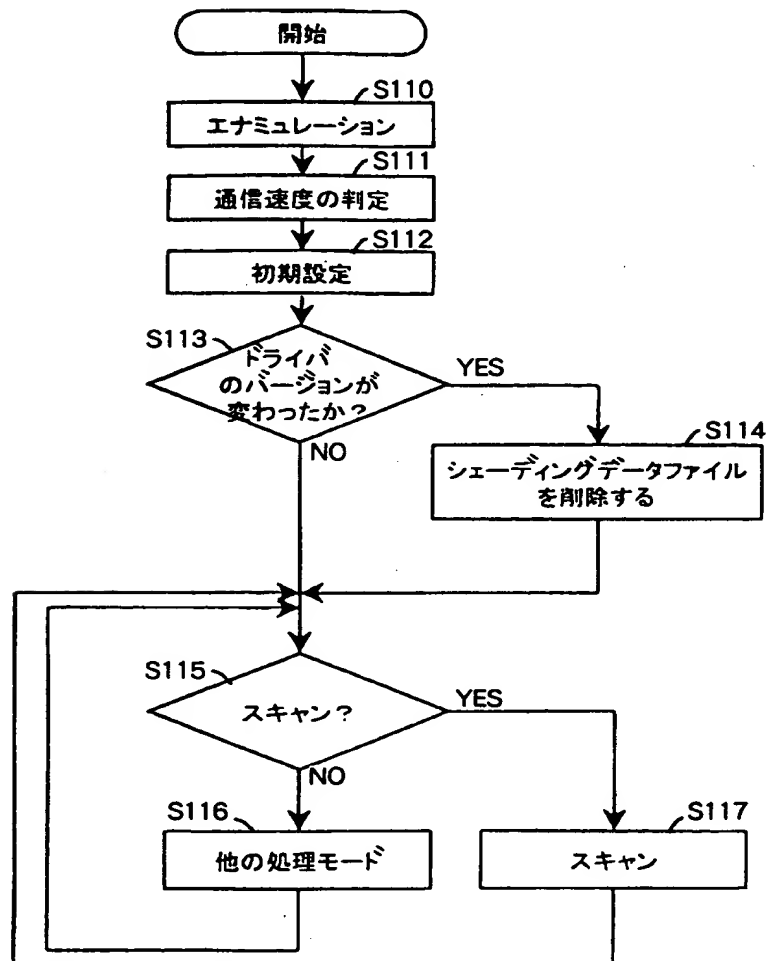 開始
S110
エナミュレーション
S111
通信速度の判定
S112
初期設定
S113
ドライバ
のバージョンが
変わったか?
YES
NO
S114
シェーディングデータファイル
を削除する
S115
スキャン?
YES
NO
S116
他の処理モード
S117
スキャン